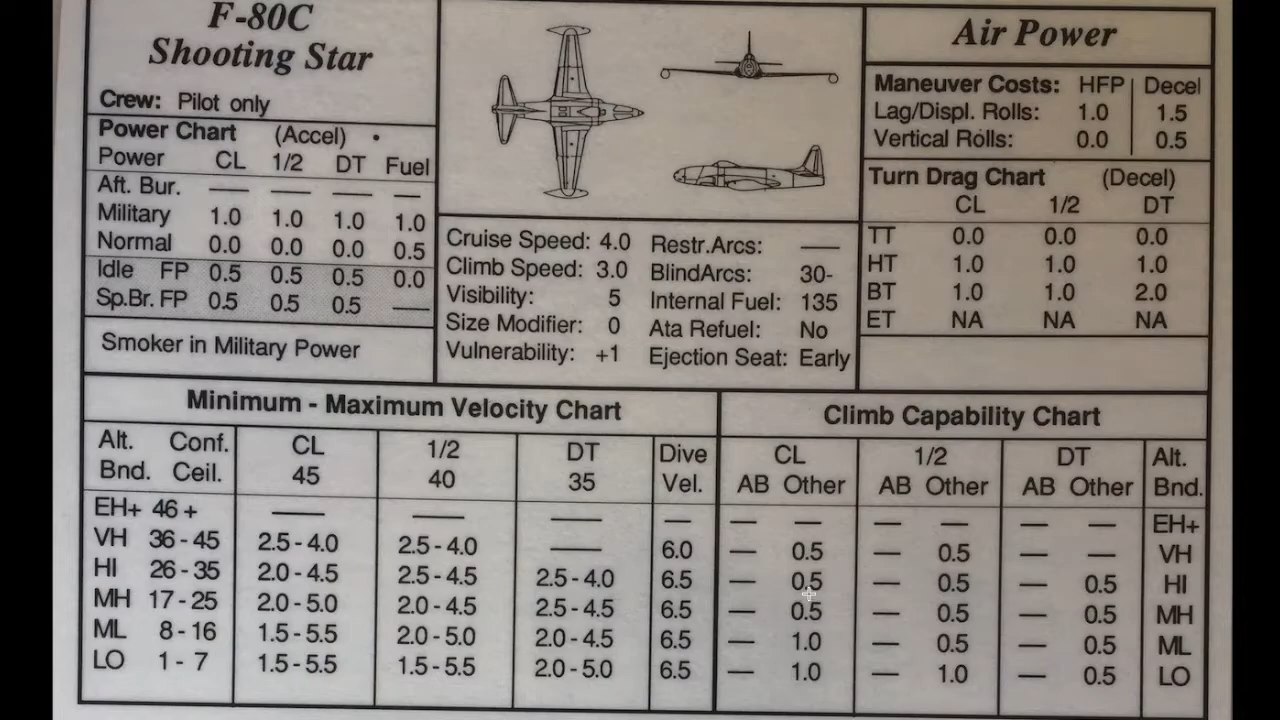 F-80C
Shooting Star
Crew: Pilot only
Power Chart (Accel) •
Power CL 1/2 DT Fuel
Aft. Bur. — — — —
Military 1.0 1.0 1.0 1.0
Normal 0.0 0.0 0.0 0.5
Idle FP 0.5 0.5 0.5 0.0
Sp.Br. FP 0.5 0.5 0.5 —
Smoker in Military Power
Cruise Speed: 4.0 Restr.Arcs: —
Climb Speed: 3.0 BlindArcs: 30-
Visibility: 5 Internal Fuel: 135
Size Modifier: 0 Ata Refuel: No
Vulnerability: +1 Ejection Seat: Early
Air Power
Maneuver Costs: HFP Decel
Lag/Displ. Rolls: 1.0 1.5
Vertical Rolls: 0.0 0.5
Turn Drag Chart (Decel)
CL 1/2 DT
TT 0.0 0.0 0.0
HT 1.0 1.0 1.0
BT 1.0 1.0 2.0
ET NA NA NA
Minimum - Maximum Velocity Chart
Alt. Conf. CL 1/2 DT Dive
Bnd. Ceil. 45 40 35 Vel.
EH+ 46 + — — — —
VH 36 - 45 2.5 - 4.0 2.5 - 4.0 — 6.0
HI 26 - 35 2.0 - 4.5 2.5 - 4.5 2.5 - 4.0 6.5
MH 17 - 25 2.0 - 5.0 2.0 - 4.5 2.5 - 4.5 6.5
ML 8 - 16 1.5 - 5.5 2.0 - 5.0 2.0 - 4.5 6.5
LO 1 - 7 1.5 - 5.5 1.5 - 5.5 2.0 - 5.0 6.5
Climb Capability Chart
CL 1/2 DT Alt.
AB Other AB Other AB Other Bnd.
— — — — — — EH+
— 0.5 — 0.5 — — VH
— 0.5 — 0.5 — 0.5 HI
— 0.5 — 0.5 — 0.5 MH
— 1.0 — 0.5 — 0.5 ML
— 1.0 — 1.0 — 0.5 LO